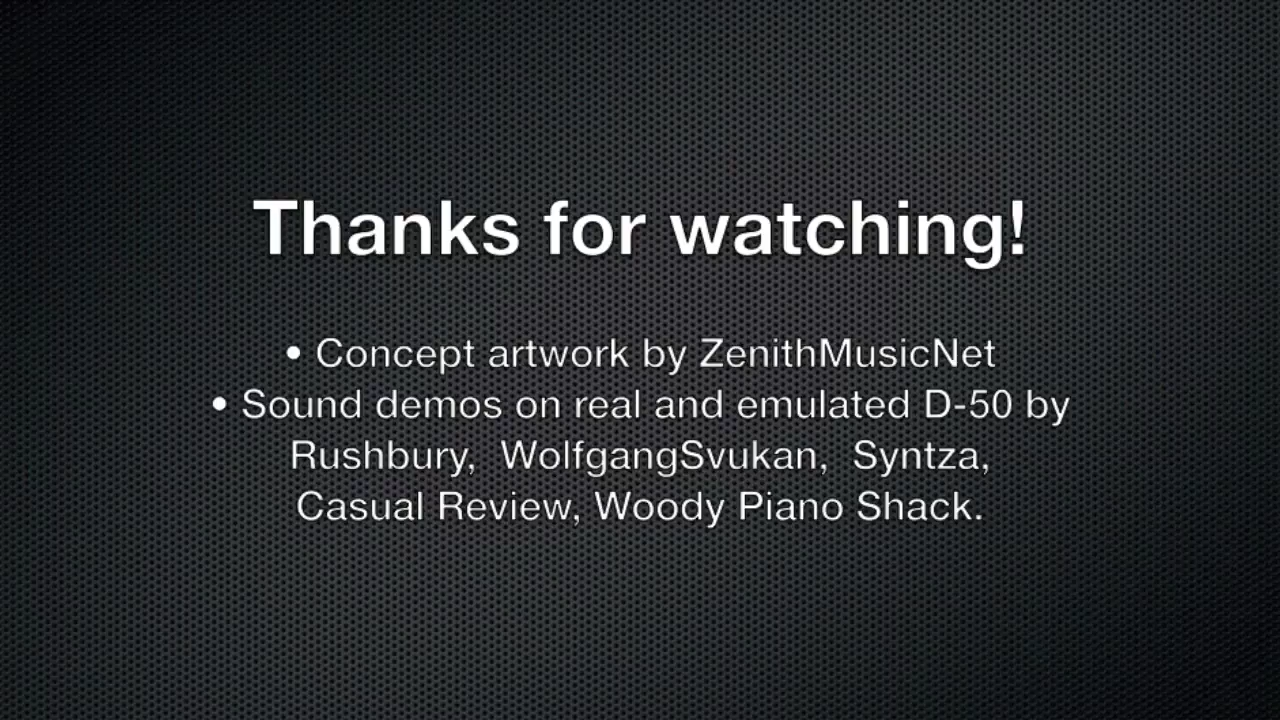 Thanks for watching!
• Concept artwork by ZenithMusicNet
• Sound demos on real and emulated D-50 by
Rushbury, WolfgangSvukan, Syntza,
Casual Review, Woody Piano Shack.